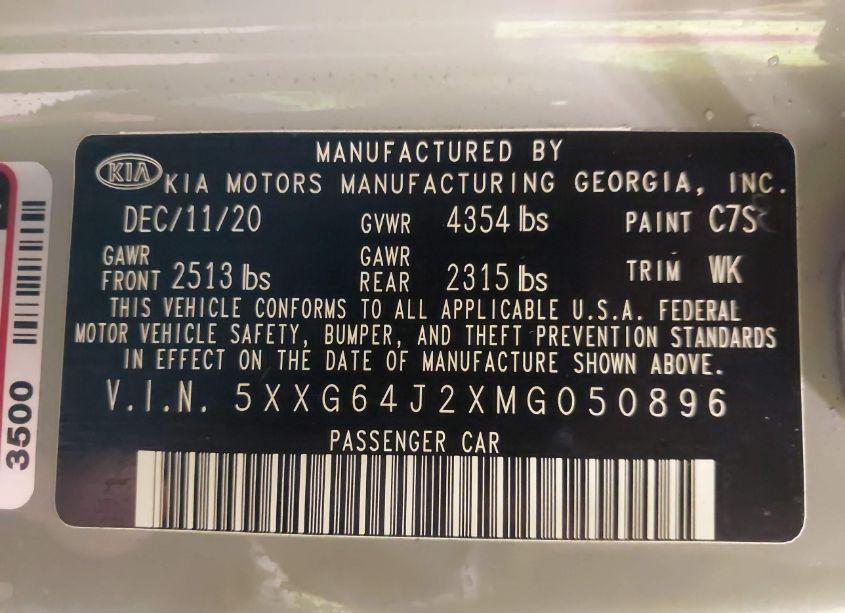 MANUFACTURED BY
KIA KIA MOTORS MANUFACTURING GEORGIA, INC.
DEC/11/20 GVWR 4354 lbs PAINT C7S
GAWR FRONT 2513 lbs GAWR REAR 2315 lbs TRIM WK
THIS VEHICLE CONFORMS TO ALL APPLICABLE U.S.A. FEDERAL
MOTOR VEHICLE SAFETY, BUMPER, AND THEFT PREVENTION STANDARDS
IN EFFECT ON THE DATE OF MANUFACTURE SHOWN ABOVE.
V.I.N. 5XXG64J2XMG050896
PASSENGER CAR
3500